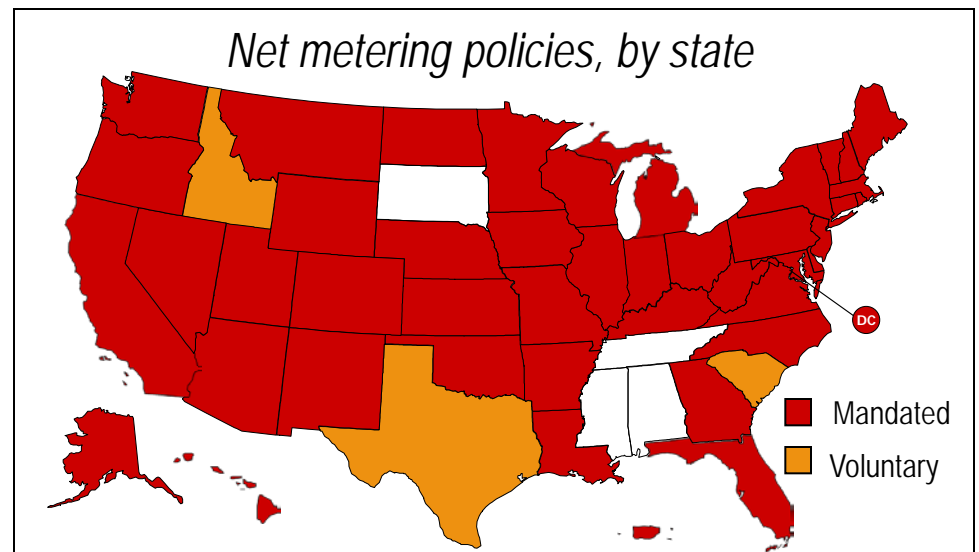 Net metering policies, by state
DC
Mandated
Voluntary